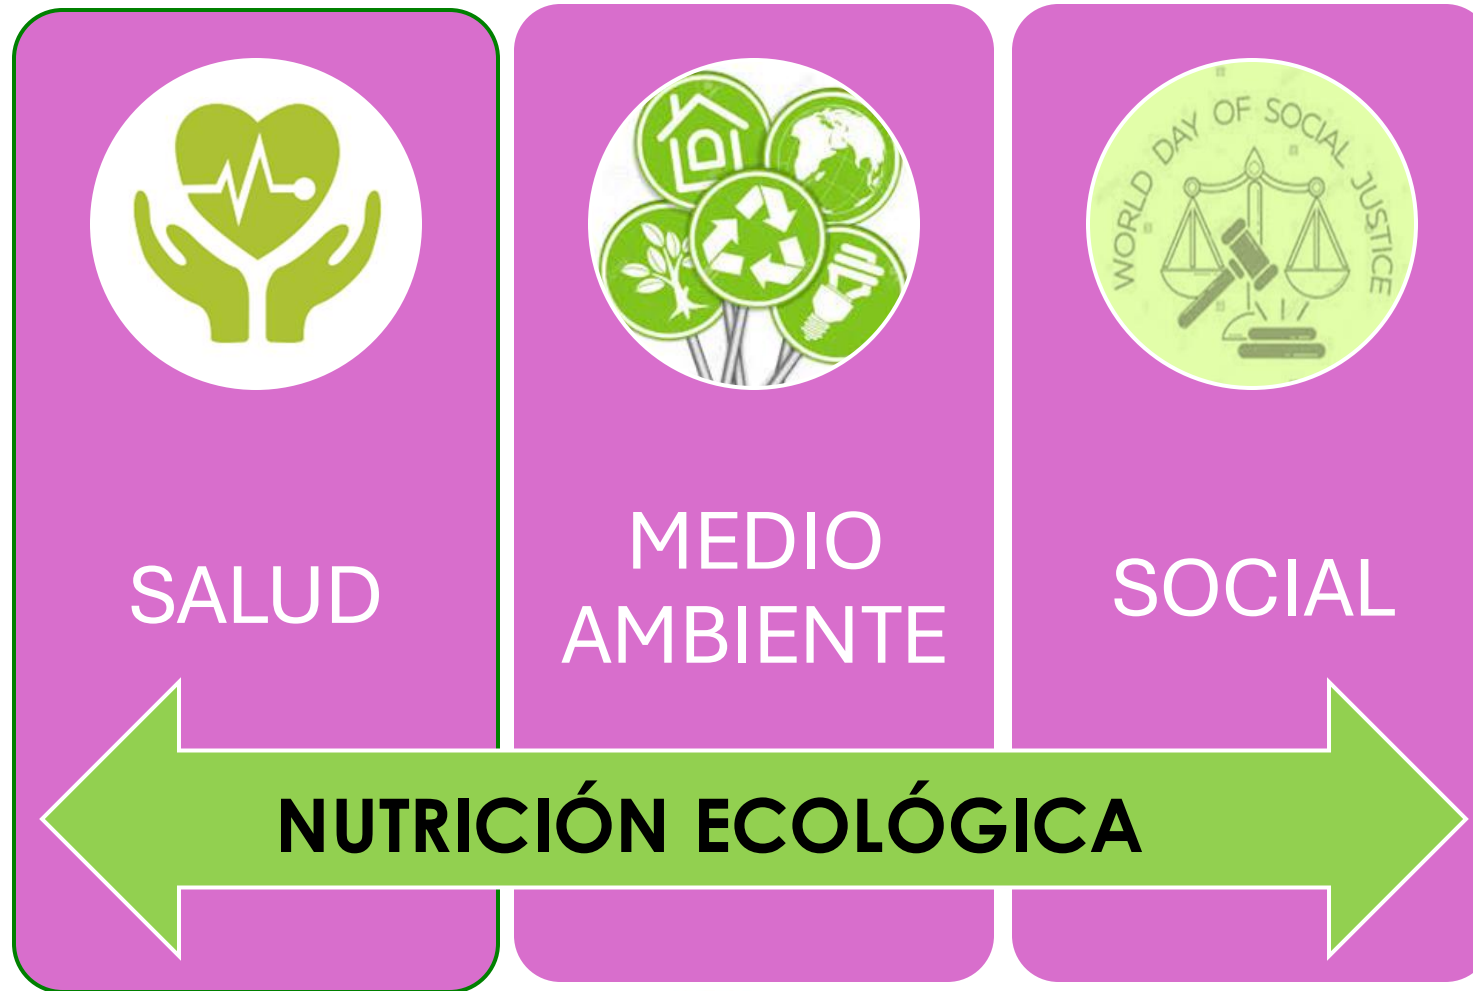 WORLD DAY OF SOCIAL JUSTICE
SALUD
MEDIO
AMBIENTE
SOCIAL
NUTRICIÓN ECOLÓGICA